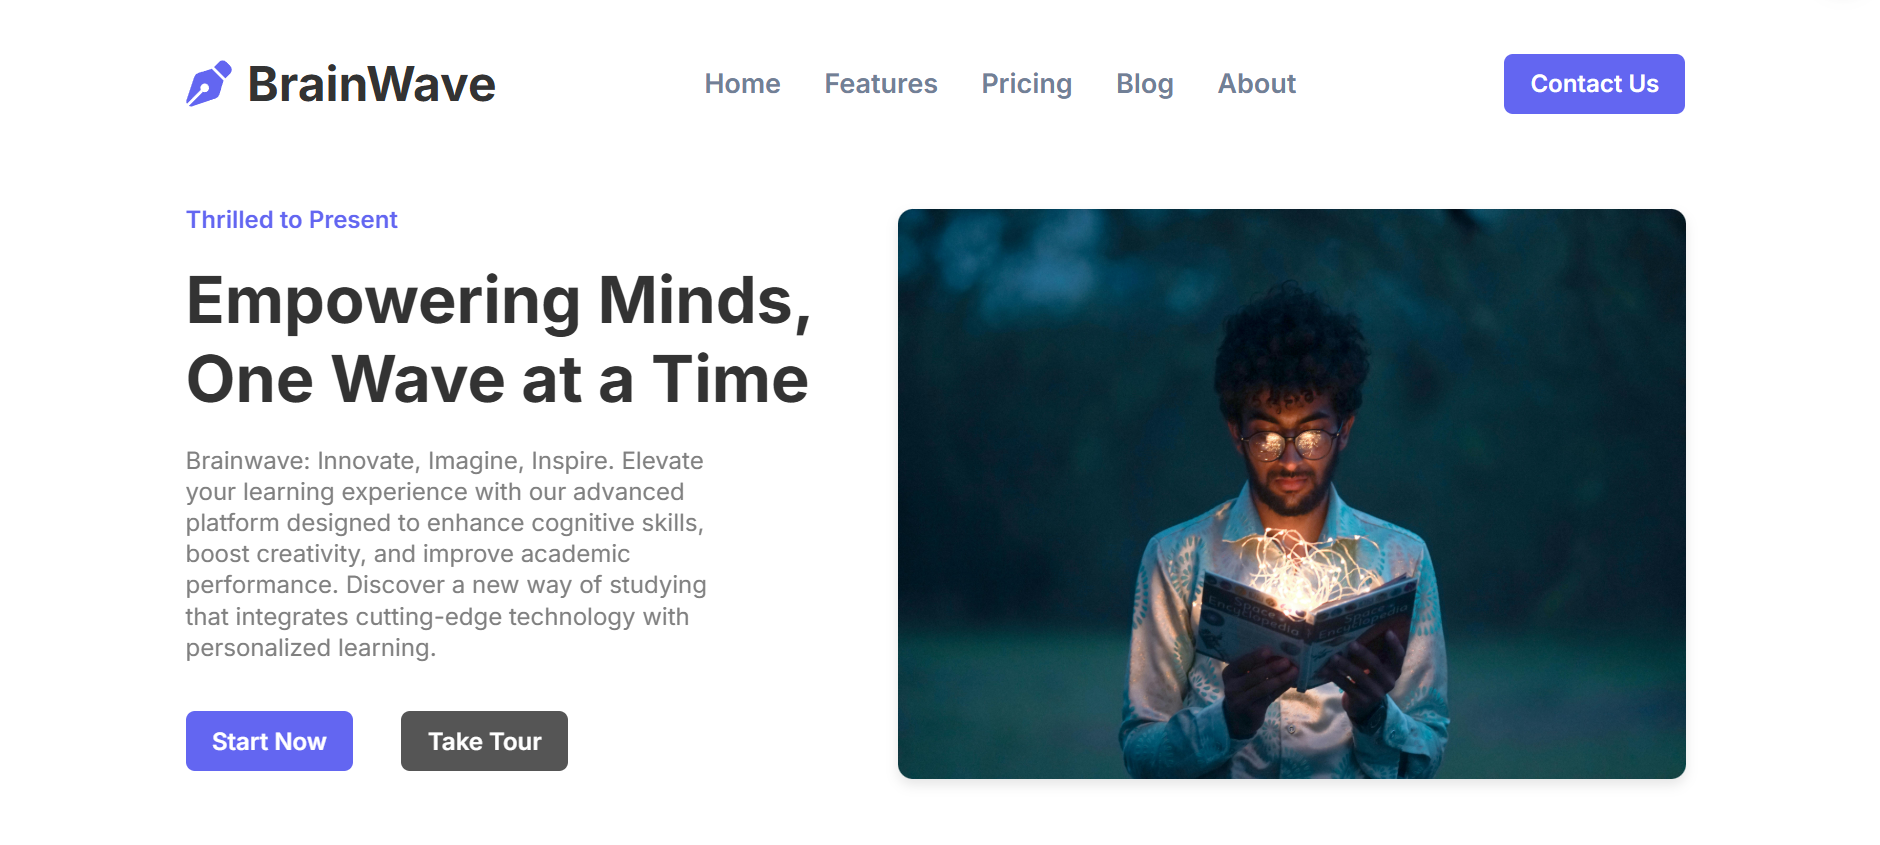 BrainWave
Home
Features
Pricing
Blog
About
Contact Us
Thrilled to Present
Empowering Minds,
One Wave at a Time
Brainwave: Innovate, Imagine, Inspire. Elevate
your learning experience with our advanced
platform designed to enhance cognitive skills,
boost creativity, and improve academic
performance. Discover a new way of studying
that integrates cutting-edge technology with
personalized learning.
Start Now
Take Tour
Space
Encyclopedia
Space
Encyclopedia